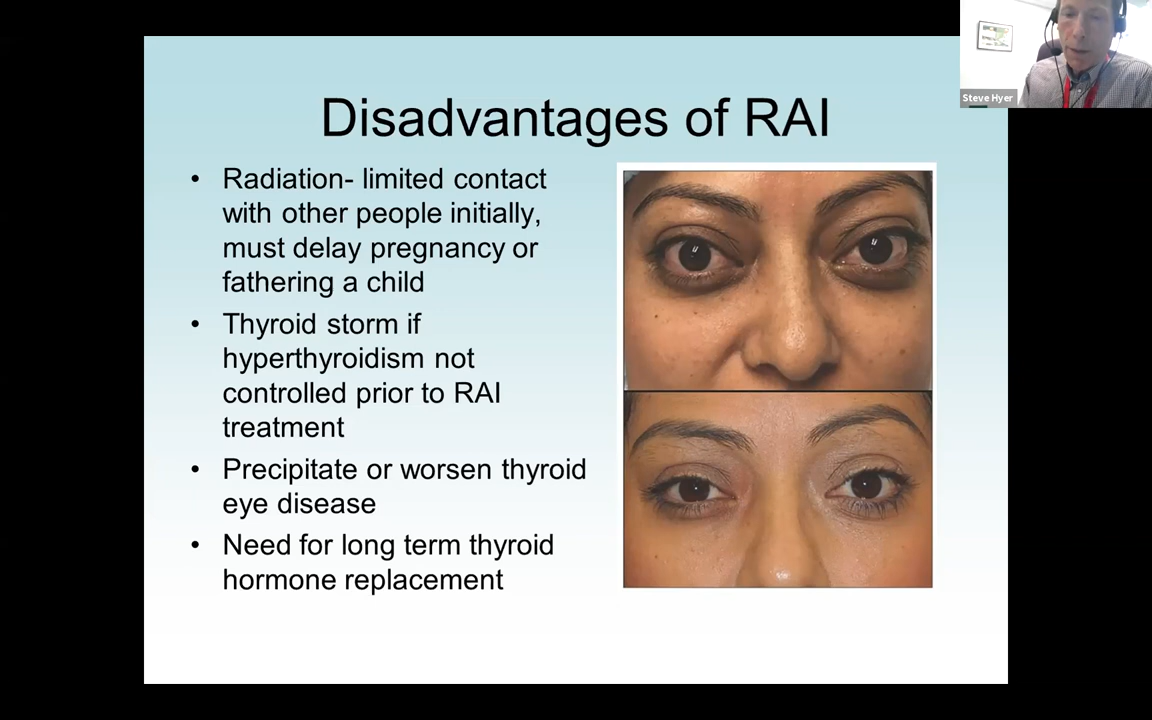 Disadvantages of RAI
• Radiation- limited contact
with other people initially,
must delay pregnancy or
fathering a child
• Thyroid storm if
hyperthyroidism not
controlled prior to RAI
treatment
• Precipitate or worsen thyroid
eye disease
• Need for long term thyroid
hormone replacement
Steve Hyer